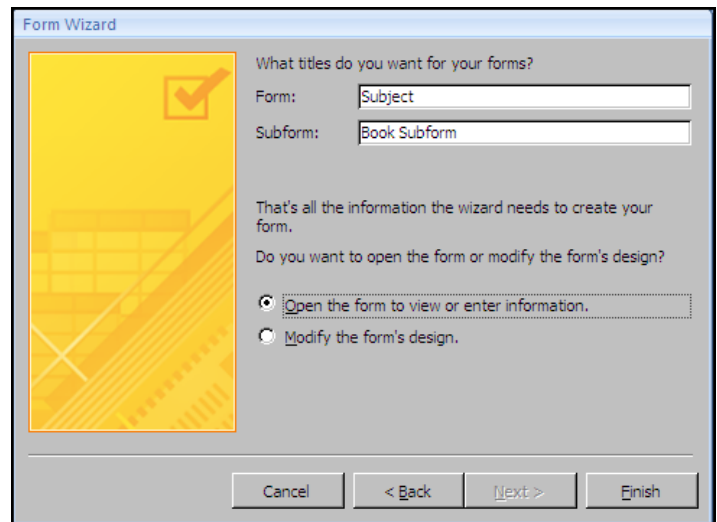 Form Wizard
What titles do you want for your forms?
Form: Subject
Subform: Book Subform
That's all the information the wizard needs to create your
form.
Do you want to open the form or modify the form's design?
Open the form to view or enter information.
Modify the form's design.
Cancel < Back Next > Finish